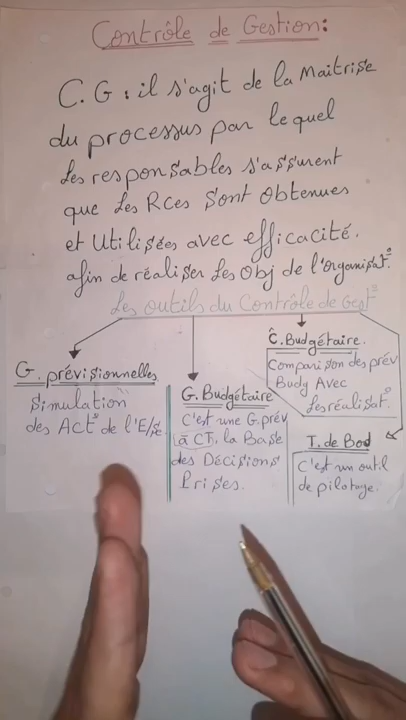 Contrôle de Gestion:
C.G: il s'agit de la Maitrise
du processus par lequel
les responsables s'assurent
que les Rces sont obtenues
et Utilisées avec efficacité.
afin de réaliser les Obj de l'organisat°.
Les outils du Contrôle de Gest°
G. prévisionnelles
Simulation
des Act° de l'E/se
G. Budgétaire
C'est une G. prév
à CT, la Base
des Décisions
Prises.
C. Budgétaire.
Comparaison des prév
Budg Avec
les réalisat°.
T. de Bod
C'est un outil
de pilotage.